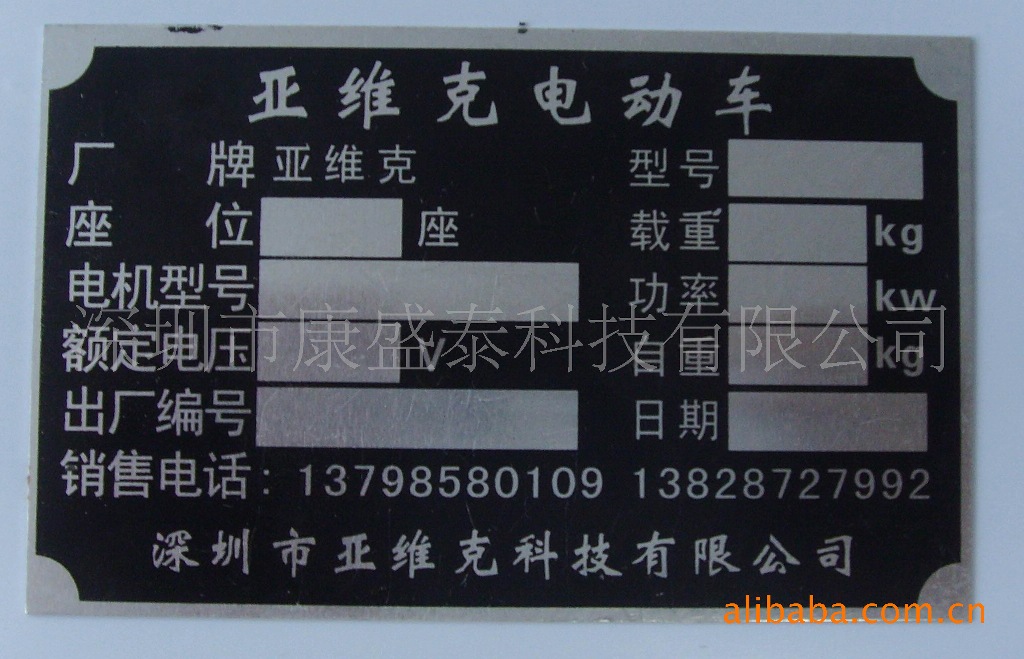 亚维克电动车
厂牌 亚维克 型号
座位 座 载重 kg
电机型号 功率 kw
深圳市康盛泰科技有限公司
额定电压 V 自重 kg
出厂编号 日期
销售电话: 13798580109 13828727992
深圳市亚维克科技有限公司
alibaba.com.cn